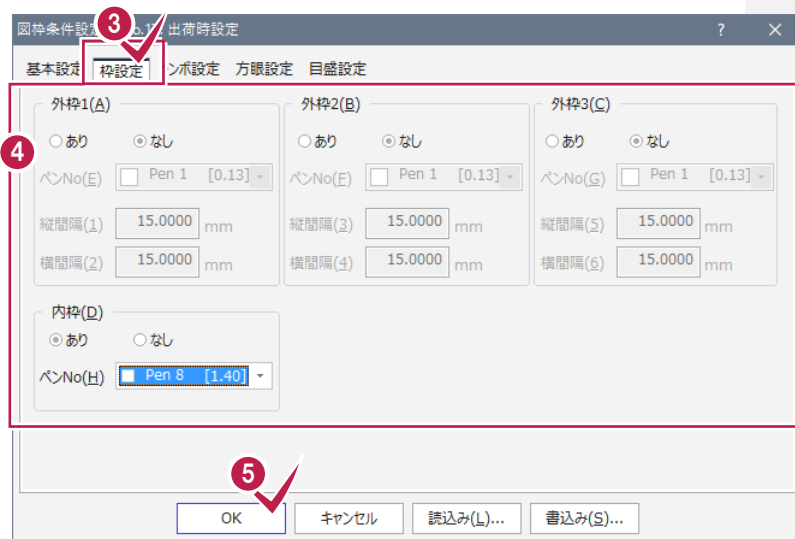 3
図枠条件設 o.1 出荷時設定 ? ×
基本設定 枠設定 ンボ設定 方眼設定 目盛設定
4
外枠1(A) 外枠2(B) 外枠3(C)
あり なし あり なし あり なし
ペンNo(E) Pen 1 [0.13] ペンNo(F) Pen 1 [0.13] ペンNo(G) Pen 1 [0.13]
縦間隔(1) 15.0000 mm 縦間隔(3) 15.0000 mm 縦間隔(5) 15.0000 mm
横間隔(2) 15.0000 mm 横間隔(4) 15.0000 mm 横間隔(6) 15.0000 mm
内枠(D)
あり なし
ペンNo(H) Pen 8 [1.40]
5
OK キャンセル 読込み(L)... 書込み(S)...